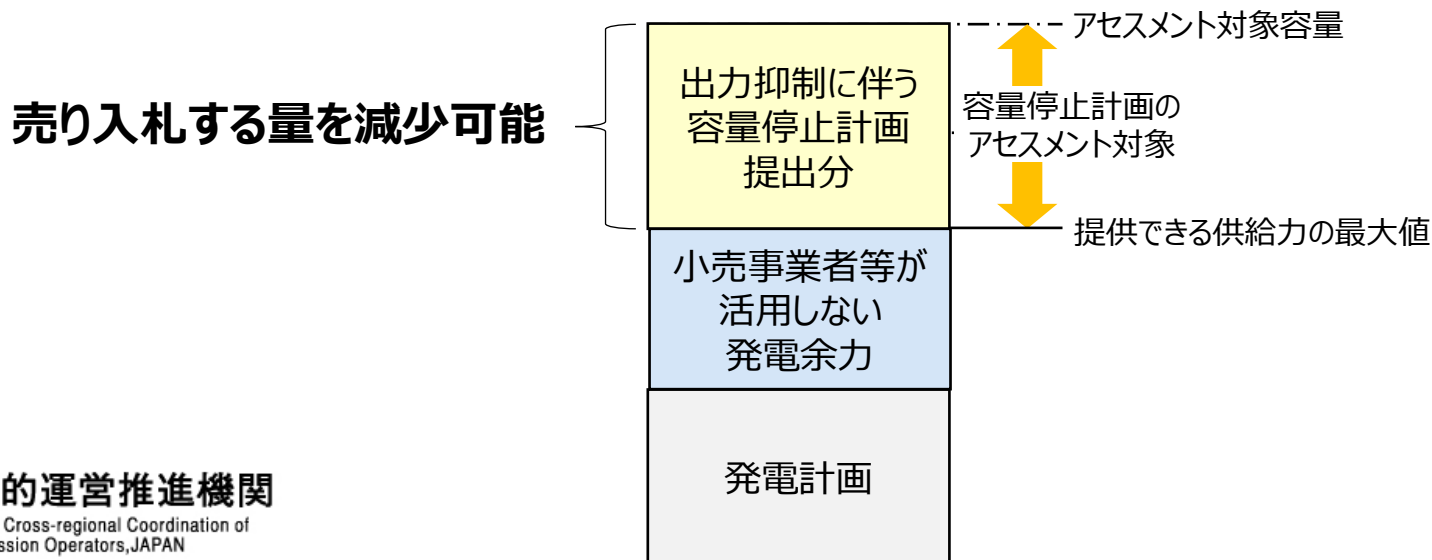 アセスメント対象容量
出力抑制に伴う
容量停止計画
提出分
売り入札する量を減少可能
容量停止計画の
アセスメント対象
提供できる供給力の最大値
小売事業者等が
活用しない
発電余力
発電計画
的運営推進機関
Cross-regional Coordination of
ssion Operators,JAPAN